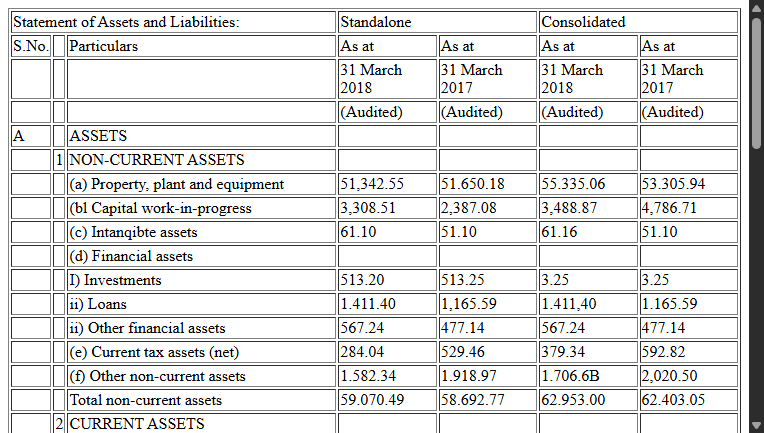 Statement of Assets and Liabilities: Standalone Consolidated
S.No. Particulars As at As at As at As at
31 March 2018 31 March 2017 31 March 2018 31 March 2017
(Audited) (Audited) (Audited) (Audited)
A ASSETS
1 NON-CURRENT ASSETS
(a) Property, plant and equipment 51,342.55 51.650.18 55.335.06 53.305.94
(bl Capital work-in-progress 3,308.51 2,387.08 3,488.87 4,786.71
(c) Intanqibte assets 61.10 51.10 61.16 51.10
(d) Financial assets
I) Investments 513.20 513.25 3.25 3.25
ii) Loans 1.411.40 1,165.59 1.411,40 1.165.59
ii) Other financial assets 567.24 477.14 567.24 477.14
(e) Current tax assets (net) 284.04 529.46 379.34 592.82
(f) Other non-current assets 1.582.34 1.918.97 1.706.6B 2,020.50
Total non-current assets 59.070.49 58.692.77 62.953.00 62.403.05
2 CURRENT ASSETS